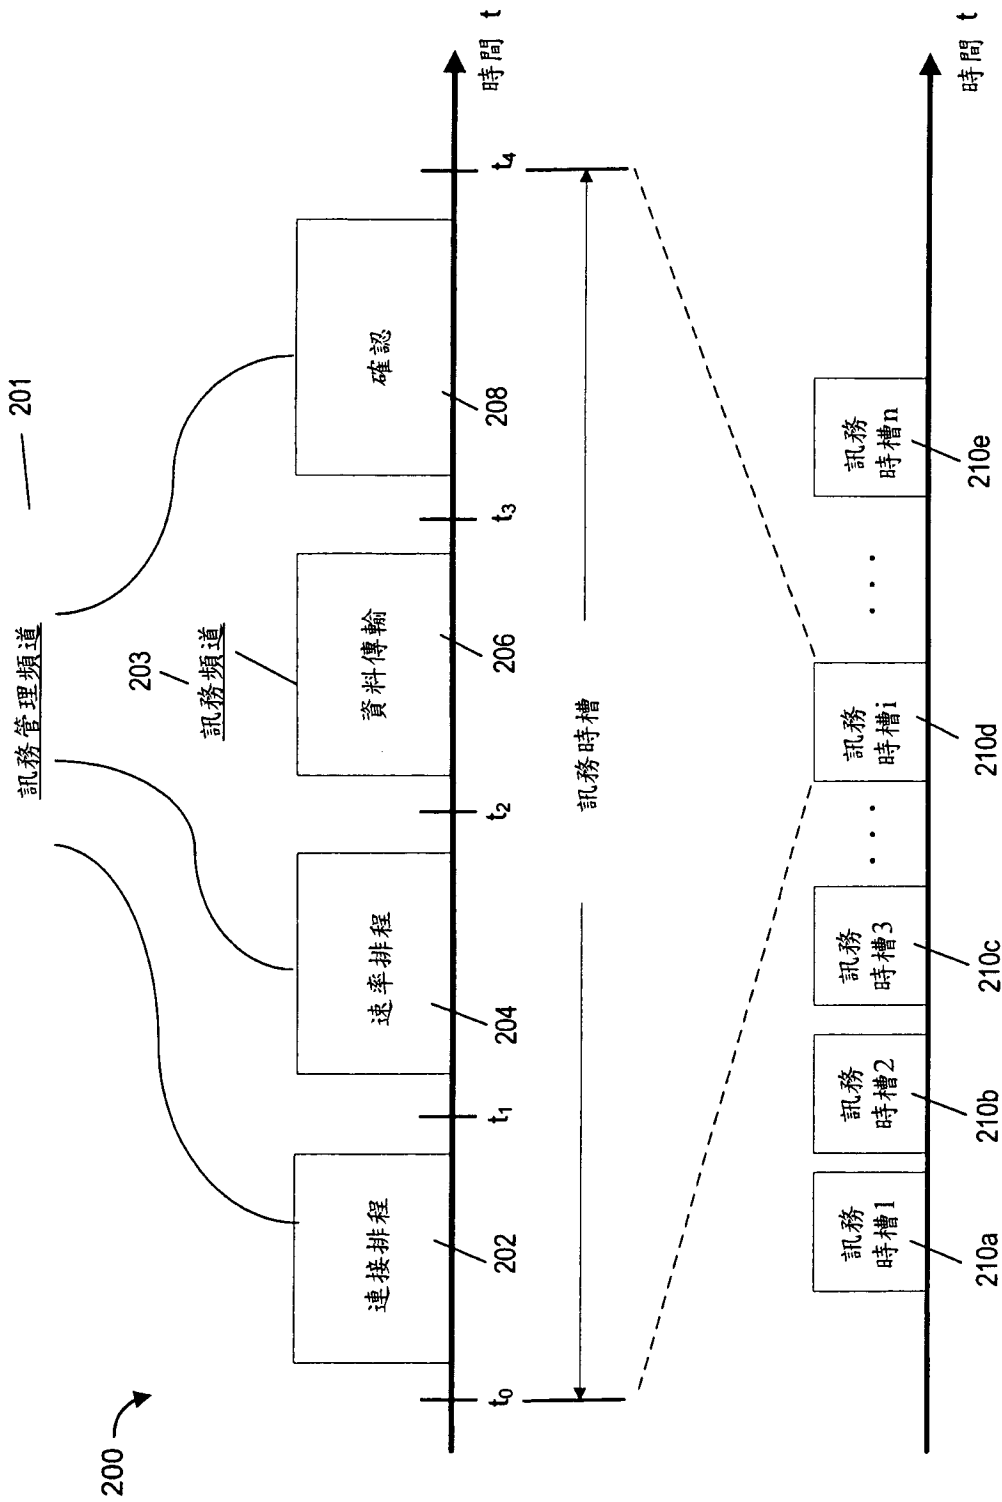 200
訊務管理頻道
201
203
訊務頻道
連接排程
速率排程
資料傳輸
確認
202
204
206
208
t0
t1
t2
t3
t4
時間 t
訊務時槽
訊務
時槽1
訊務
時槽2
訊務
時槽3
. . .
訊務
時槽i
. . .
訊務
時槽n
210a
210b
210c
210d
210e
時間 t